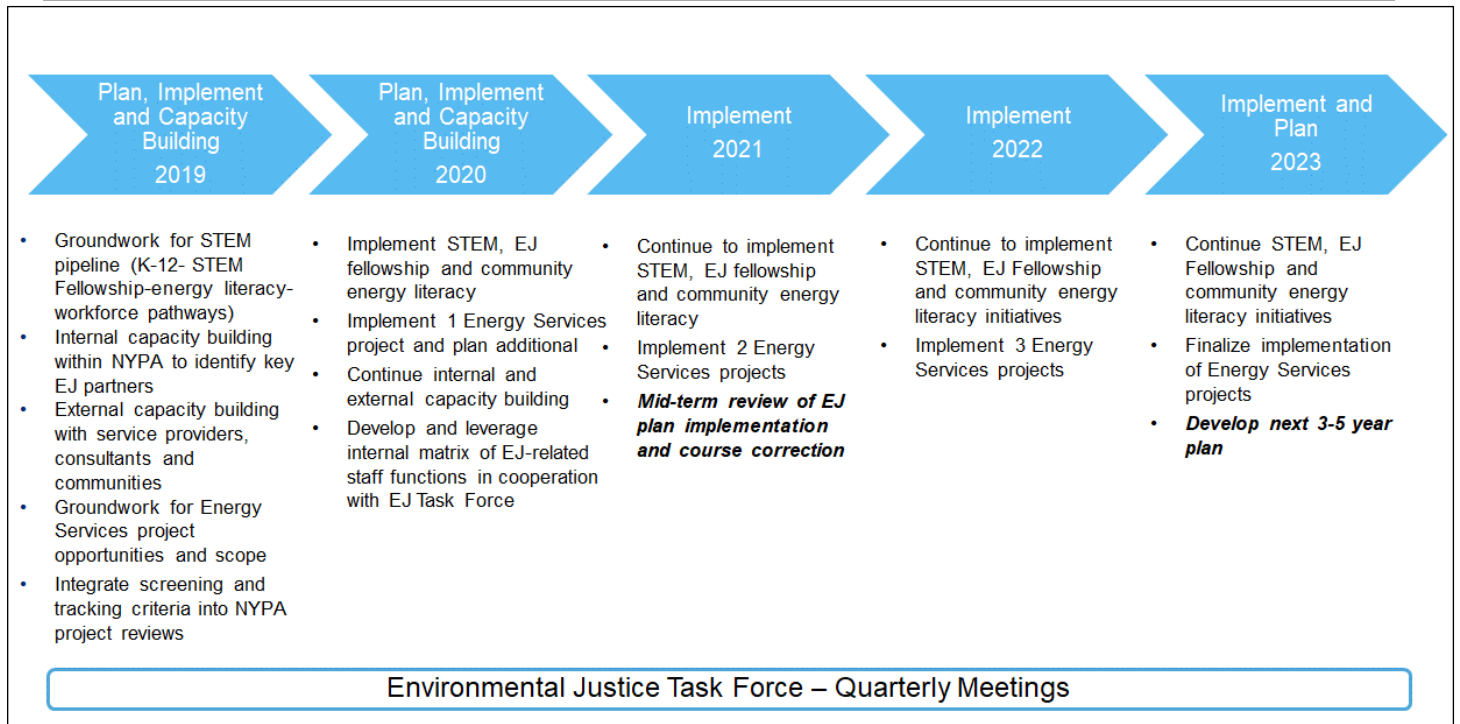 Plan, Implement
and Capacity
Building
2019
Plan, Implement
and Capacity
Building
2020
Implement
2021
Implement
2022
Implement and
Plan
2023
• Groundwork for STEM
pipeline (K-12- STEM
Fellowship-energy literacy-
workforce pathways)
• Internal capacity building
within NYPA to identify key
EJ partners
• External capacity building
with service providers,
consultants and
communities
• Groundwork for Energy
Services project
opportunities and scope
• Integrate screening and
tracking criteria into NYPA
project reviews
• Implement STEM, EJ
fellowship and community
energy literacy
• Implement 1 Energy Services
project and plan additional
• Continue internal and
external capacity building
• Develop and leverage
internal matrix of EJ-related
staff functions in cooperation
with EJ Task Force
• Continue to implement
STEM, EJ fellowship
and community energy
literacy
• Implement 2 Energy
Services projects
• Mid-term review of EJ
plan implementation
and course correction
• Continue to implement
STEM, EJ Fellowship
and community energy
literacy initiatives
• Implement 3 Energy
Services projects
• Continue STEM, EJ
Fellowship and
community energy
literacy initiatives
• Finalize implementation
of Energy Services
projects
• Develop next 3-5 year
plan
Environmental Justice Task Force – Quarterly Meetings